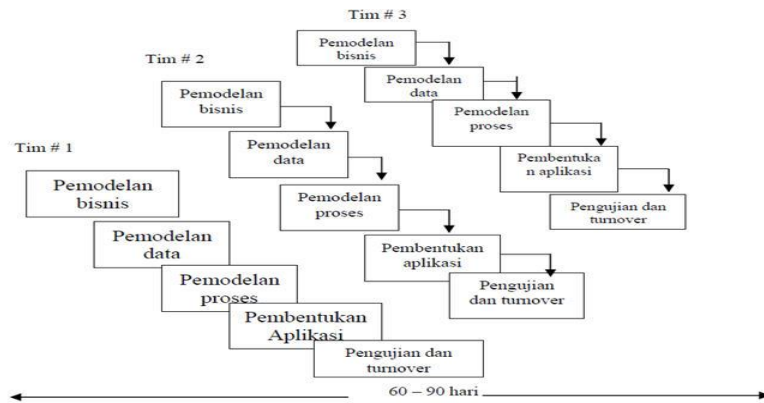 Tim # 3
Pemodelan
bisnis
Pemodelan
data
Pemodelan
proses
Pembentuka
n aplikasi
Pengujian dan
turnover
Tim # 2
Pemodelan
bisnis
Pemodelan
data
Pemodelan
proses
Pembentukan
aplikasi
Pengujian
dan turnover
Tim # 1
Pemodelan
bisnis
Pemodelan
data
Pemodelan
proses
Pembentukan
Aplikasi
Pengujian dan
turnover
60 – 90 hari